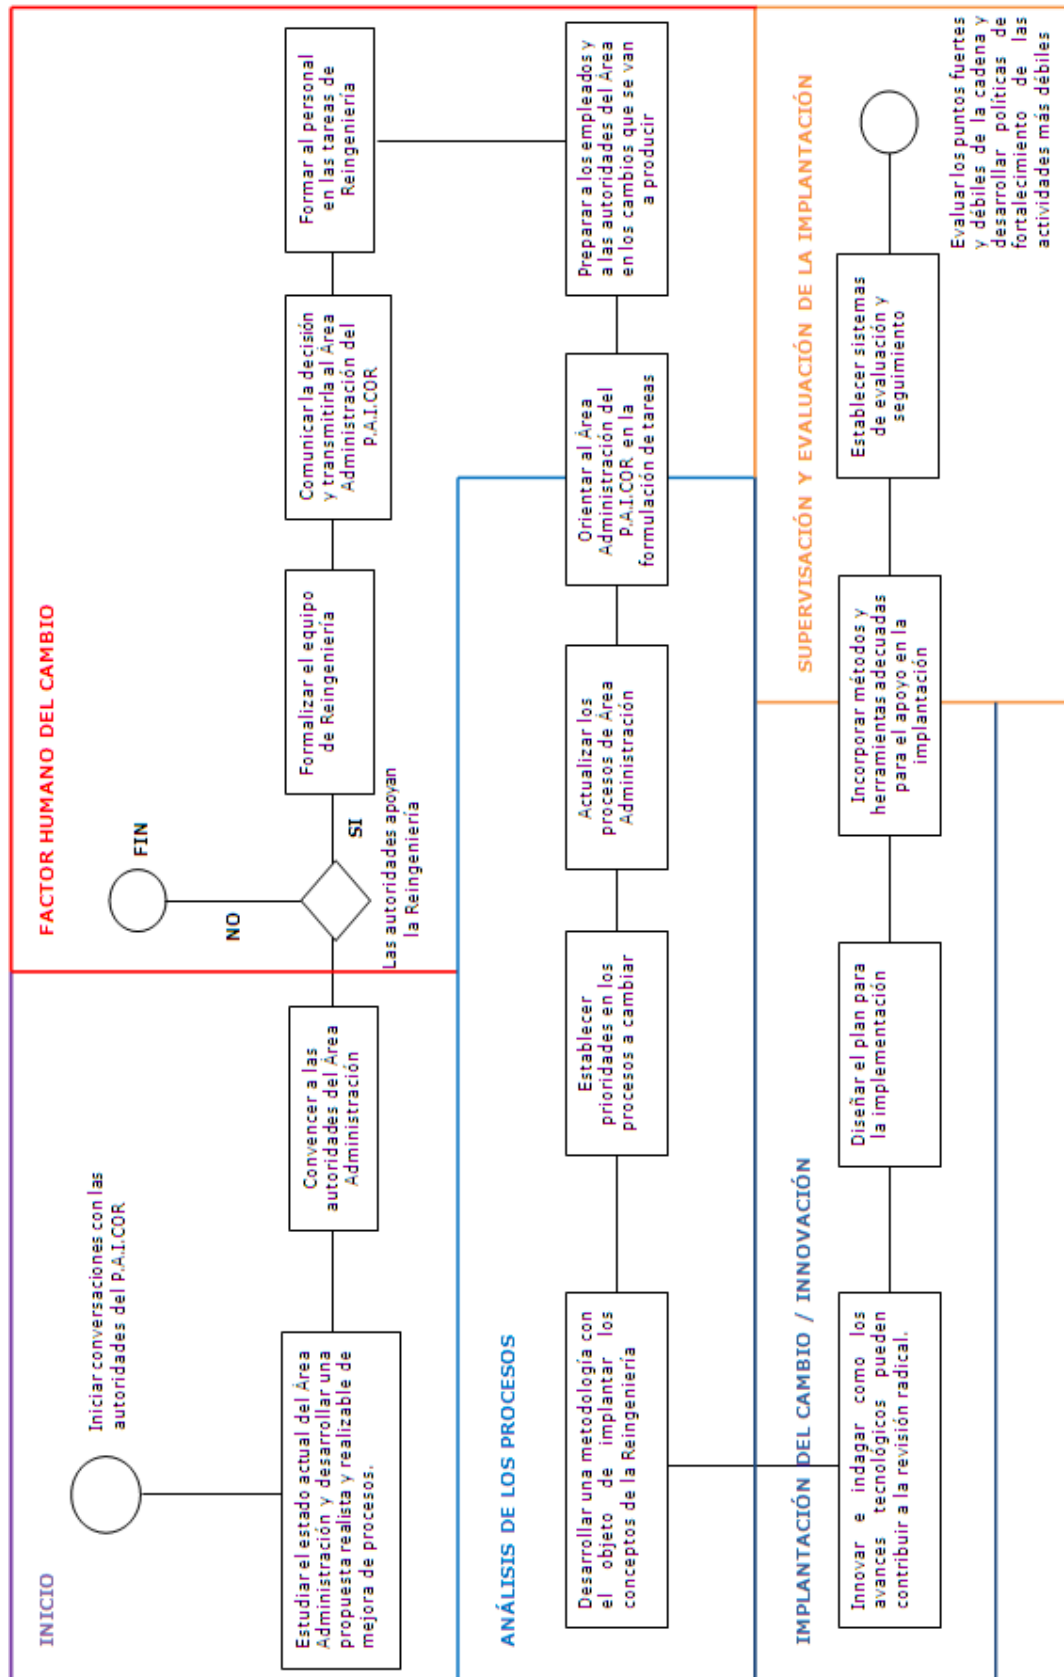 INICIO
Iniciar conversaciones con las
autoridades del P.A.I.COR
Estudiar el estado actual del Área
Administración y desarrollar una
propuesta realista y realizable de
mejora de procesos.
Convencer a las
autoridades del Área
Administración
FACTOR HUMANO DEL CAMBIO
FIN
NO
SI
Las autoridades apoyan
la Reingeniería
Formalizar el equipo
de Reingeniería
Comunicar la decisión
y transmitirla al Área
Administración del
P.A.I.COR
Formar al personal
en las tareas de
Reingeniería
Preparar a los empleados y
a las autoridades del Área
en los cambios que se van
a producir
ANÁLISIS DE LOS PROCESOS
Orientar al Área
Administración del
P.A.I.COR en la
formulación de tareas
Actualizar los
procesos de Área
Administración
Establecer
prioridades en los
procesos a cambiar
Desarrollar una metodología con
el objeto de implantar los
conceptos de la Reingeniería
IMPLANTACIÓN DEL CAMBIO / INNOVACIÓN
Innovar e indagar como los
avances tecnológicos pueden
contribuir a la revisión radical.
Diseñar el plan para
la implementación
Incorporar métodos y
herramientas adecuadas
para el apoyo en la
implantación
SUPERVISACIÓN Y EVALUACIÓN DE LA IMPLANTACIÓN
Establecer sistemas
de evaluación y
seguimiento
Evaluar los puntos fuertes
y débiles de la cadena y
desarrollar políticas de
fortalecimiento de las
actividades más débiles